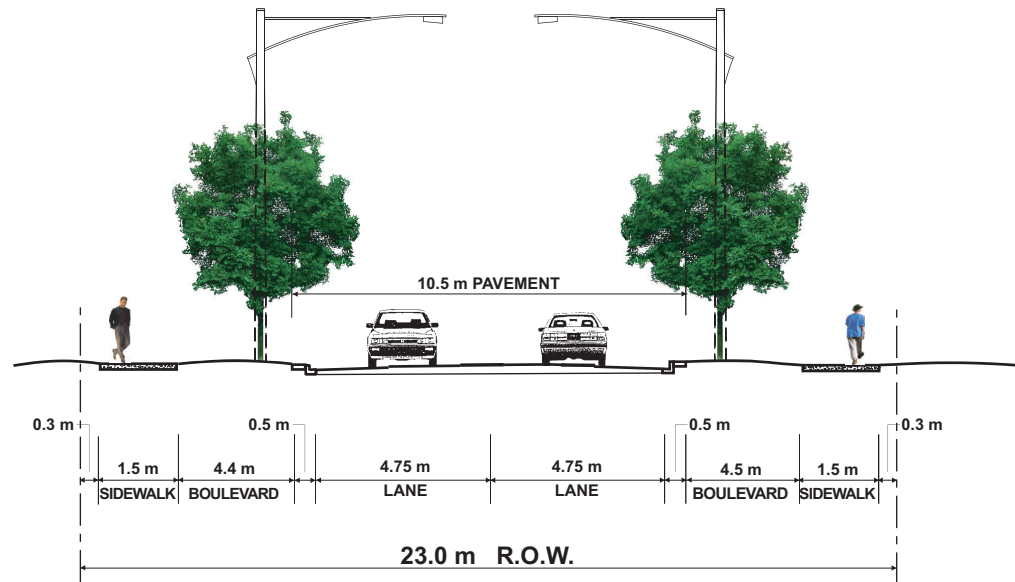 10.5 m PAVEMENT
0.3 m
0.5 m
0.5 m
0.3 m
1.5 m
4.4 m
4.75 m
4.75 m
4.5 m
1.5 m
SIDEWALK
BOULEVARD
LANE
LANE
BOULEVARD
SIDEWALK
23.0 m R.O.W.